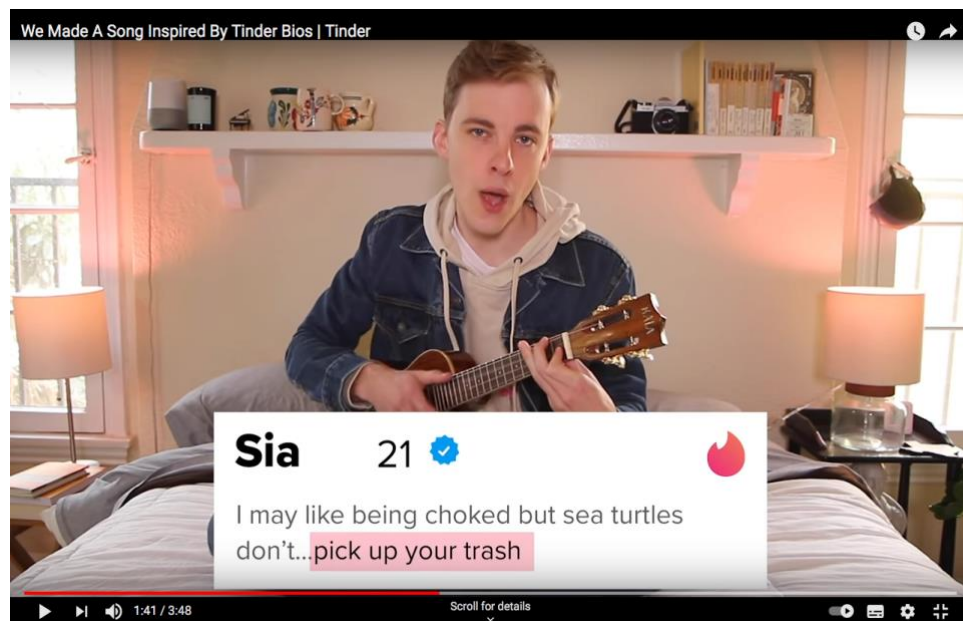 We Made A Song Inspired By Tinder Bios | Tinder
KALA
Sia 21
I may like being choked but sea turtles
don't...pick up your trash
1:41 / 3:48
Scroll for details